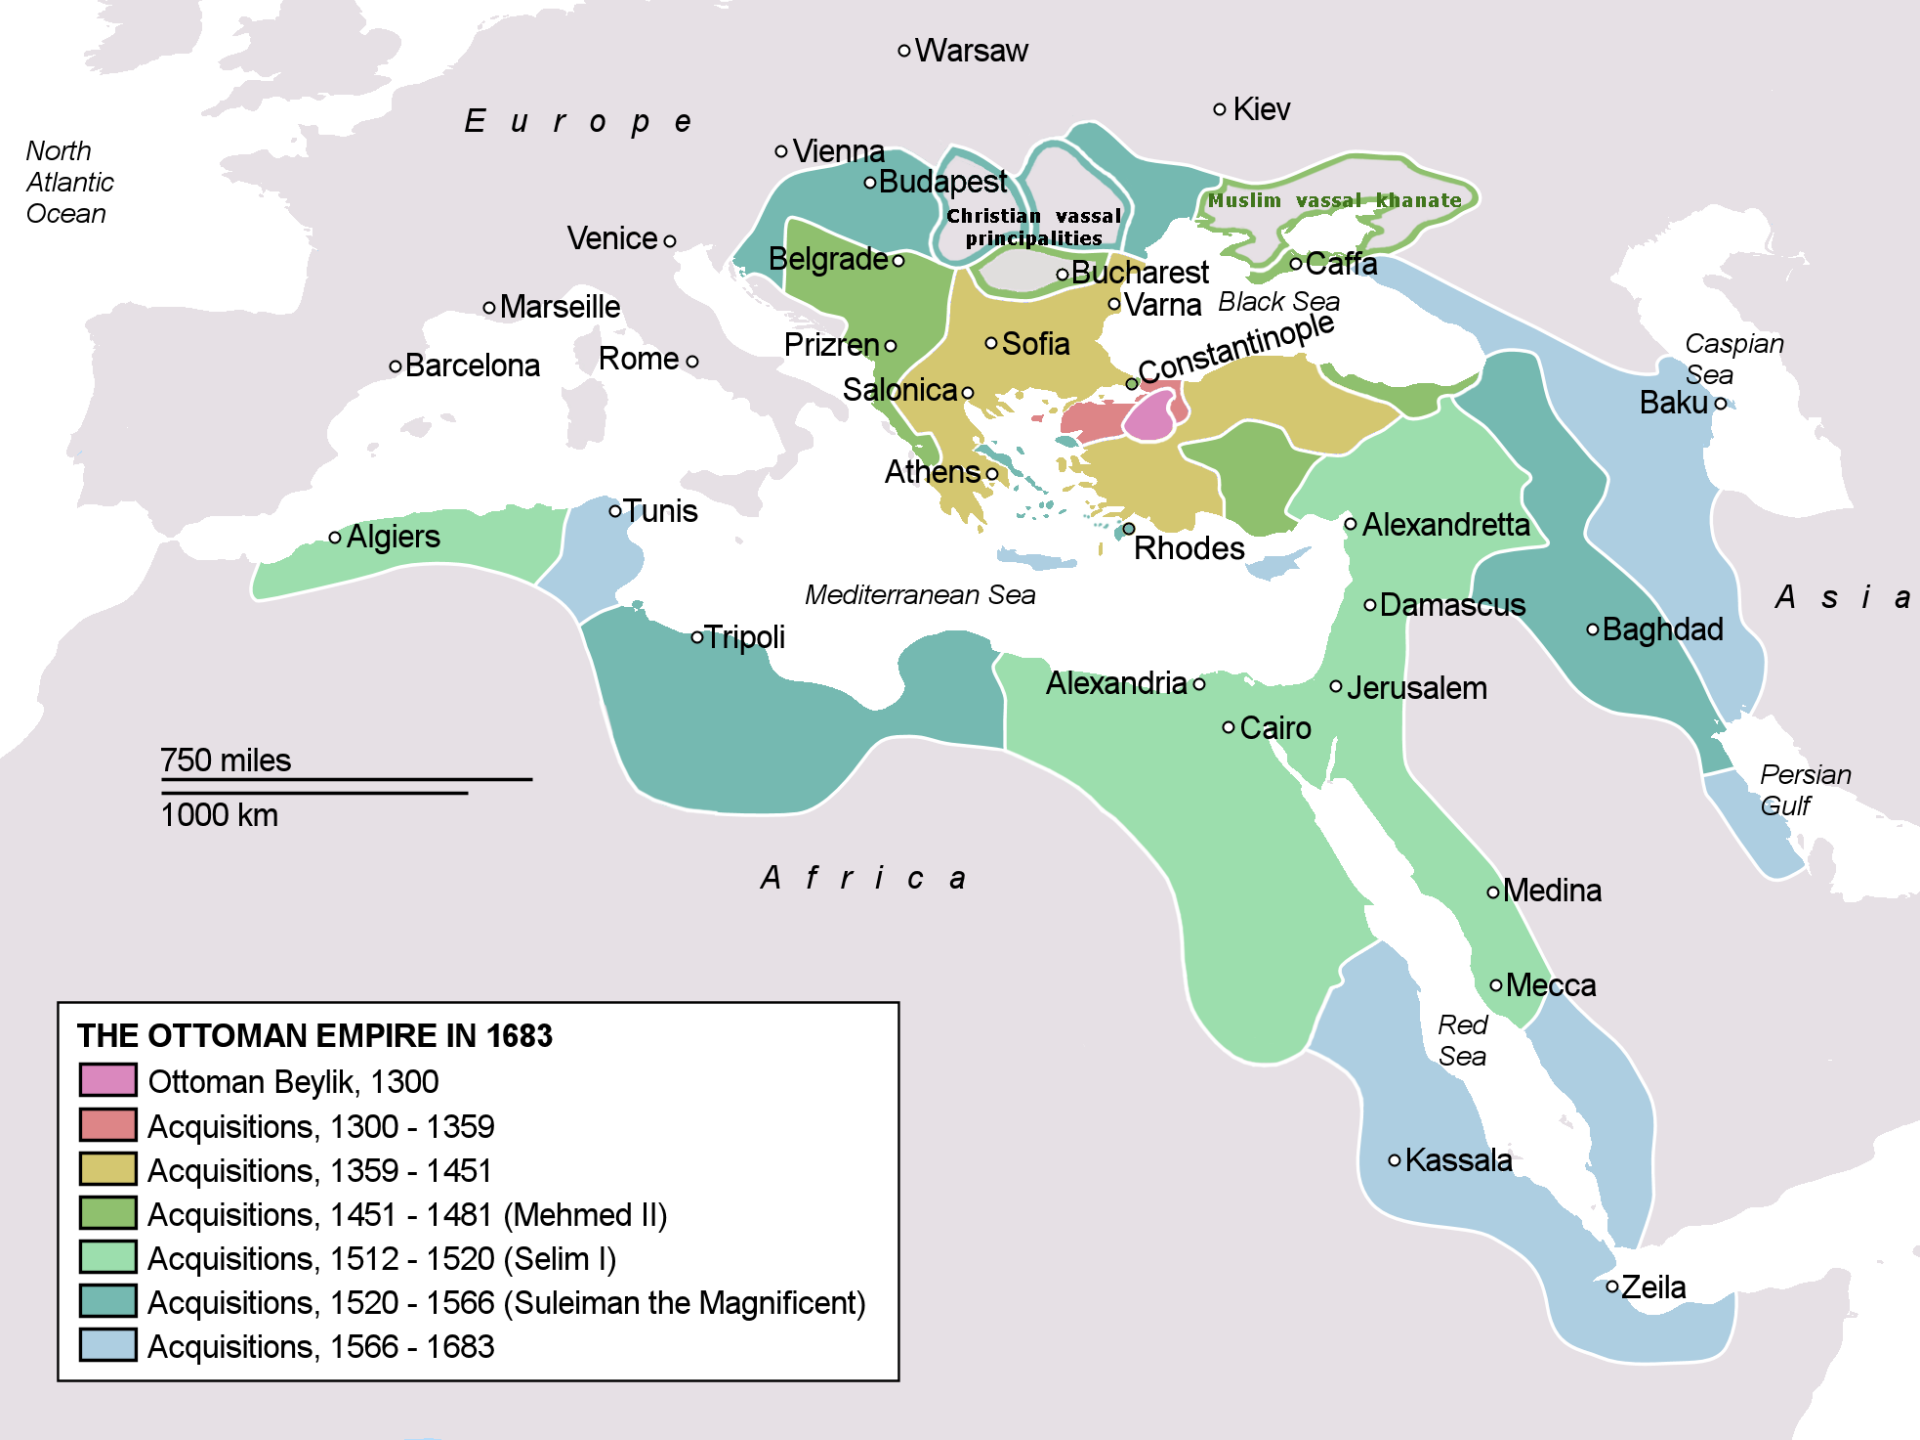 Warsaw
Kiev
Europe
North
Atlantic
Ocean
Vienna
Budapest
Muslim vassal khanate
Christian vassal
principalities
Venice
Belgrade
Bucharest
Caffa
Marseille
Varna
Black Sea
Constantinople
Prizren
Sofia
Caspian
Sea
Barcelona
Rome
Salonica
Baku
Athens
Tunis
Algiers
Alexandretta
Rhodes
Mediterranean Sea
Asia
Damascus
Tripoli
Baghdad
Alexandria
Jerusalem
Cairo
750 miles
1000 km
Persian
Gulf
Africa
Medina
Mecca
Red
Sea
Kassala
Zeila
THE OTTOMAN EMPIRE IN 1683
Ottoman Beylik, 1300
Acquisitions, 1300 - 1359
Acquisitions, 1359 - 1451
Acquisitions, 1451 - 1481 (Mehmed II)
Acquisitions, 1512 - 1520 (Selim I)
Acquisitions, 1520 - 1566 (Suleiman the Magnificent)
Acquisitions, 1566 - 1683